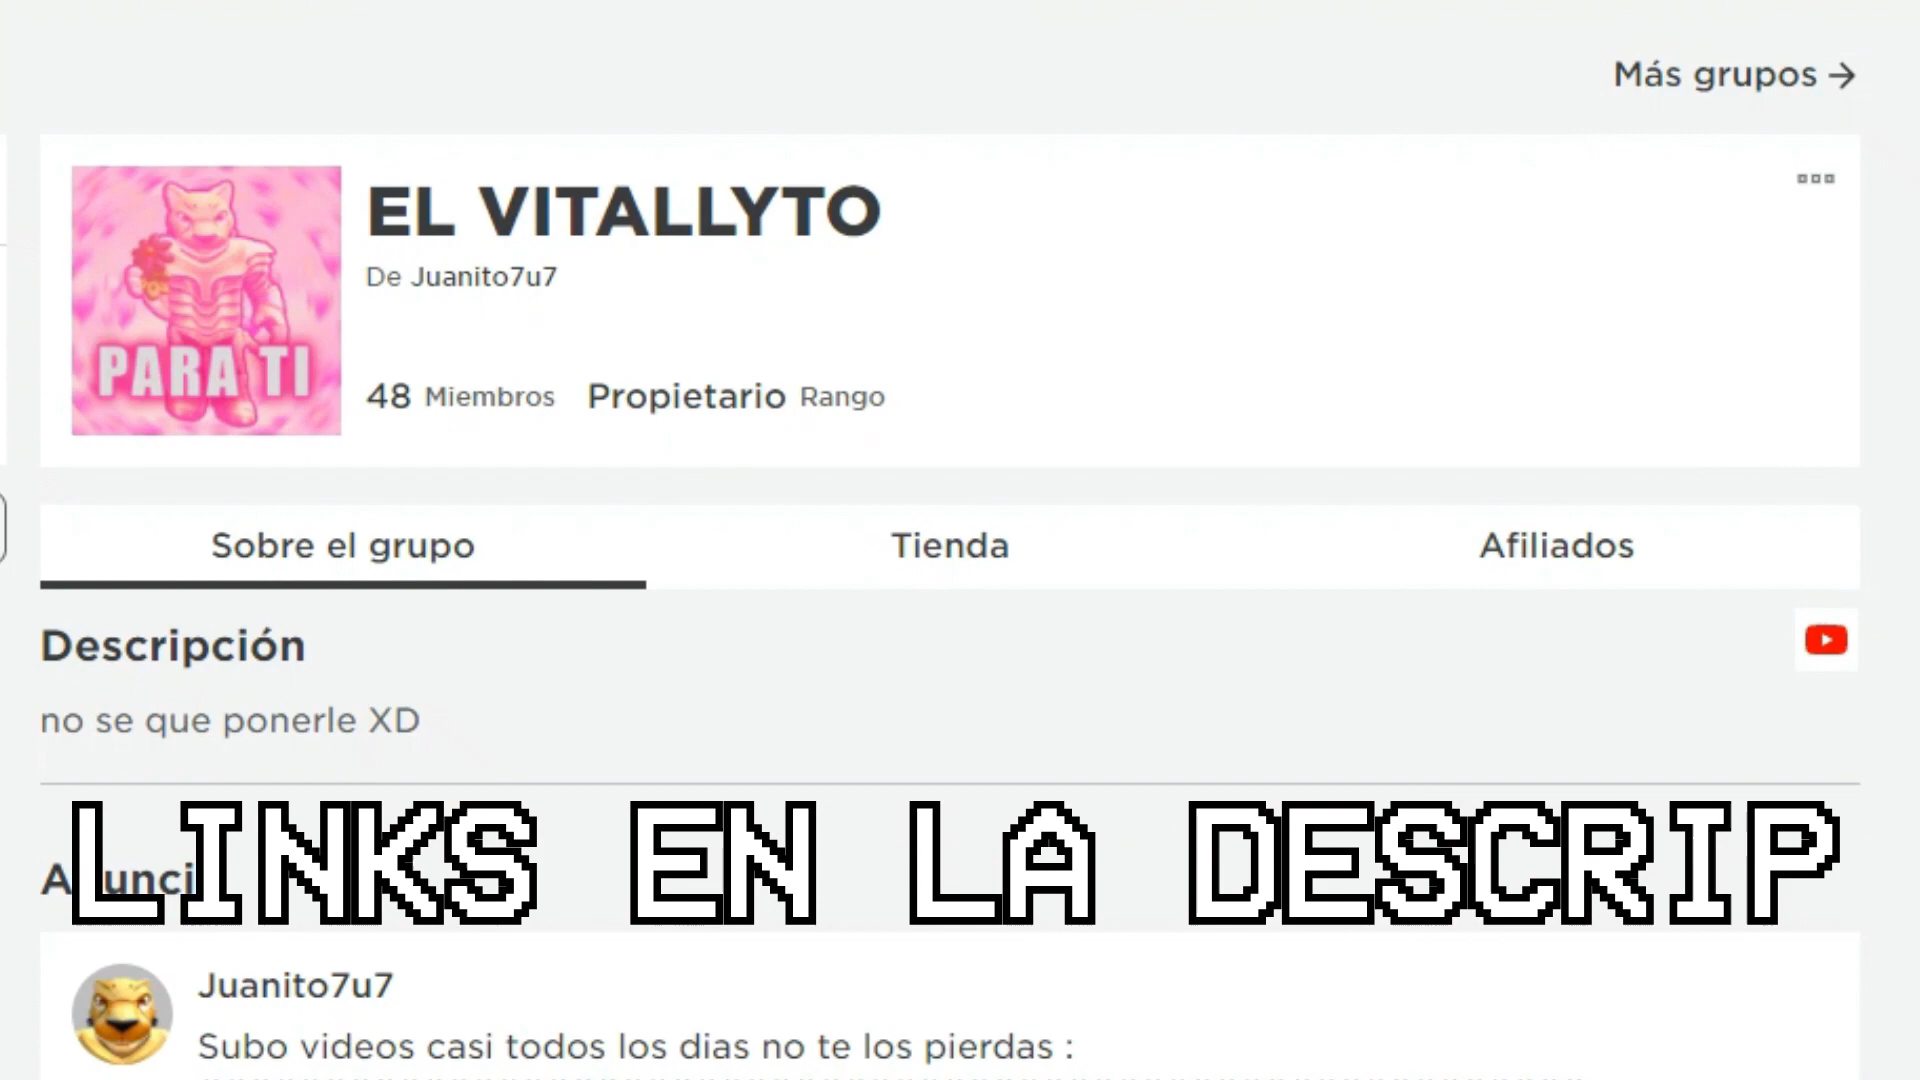 Más grupos
EL VITALLYTO
De Juanito7u7
PARA TI
48 Miembros Propietario Rango
Sobre el grupo Tienda Afiliados
Descripción
no se que ponerle XD
LINKS EN LA DESCRIP
Juanito7u7
Subo videos casi todos los dias no te los pierdas :